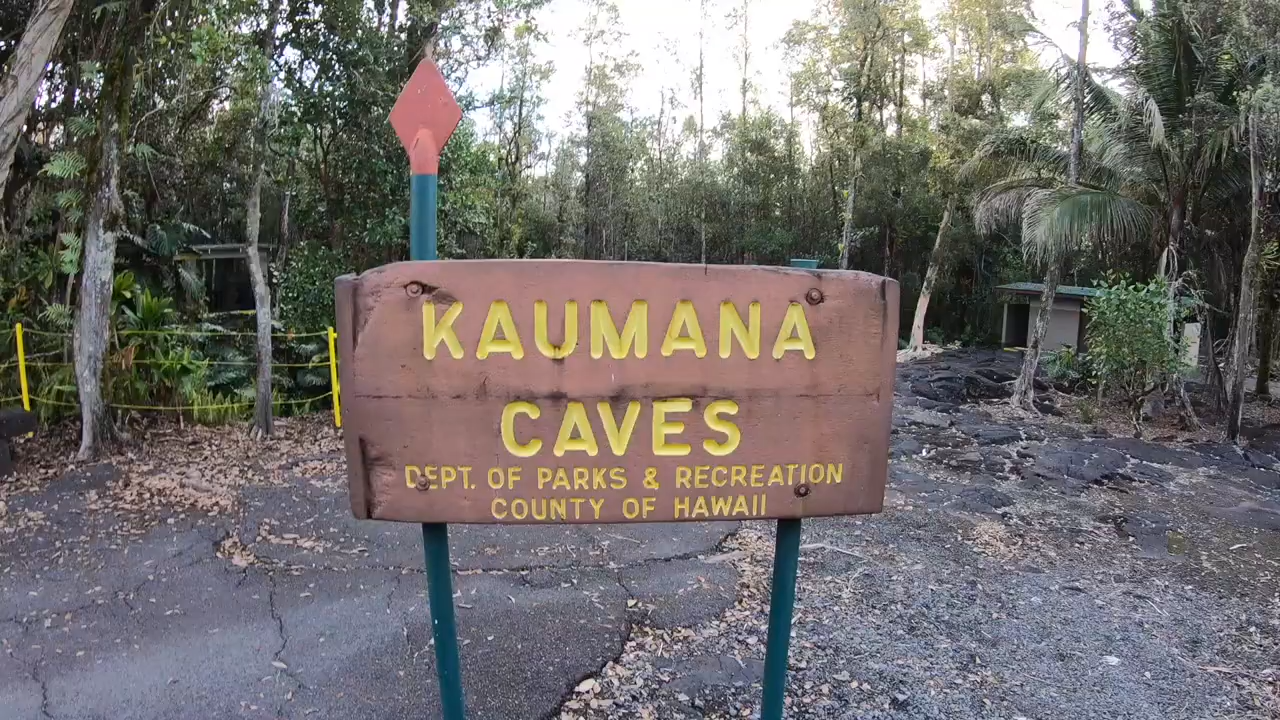 KAUMANA
CAVES
DEPT. OF PARKS & RECREATION
COUNTY OF HAWAII